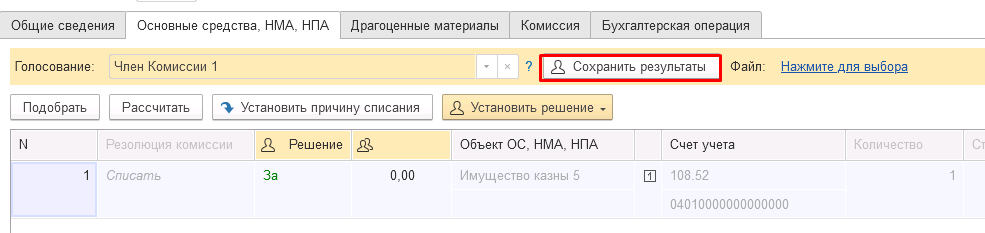 Общие сведения Основные средства, НМА, НПА Драгоценные материалы Комиссия Бухгалтерская операция
Голосование: Член Комиссии 1 ? Сохранить результаты Файл: Нажмите для выбора
Подобрать Рассчитать Установить причину списания Установить решение
N Резолюция комиссии Решение Объект ОС, НМА, НПА Счет учета Количество Ст
1 Списать За 0,00 Имущество казны 5 1 108.52 1
04010000000000000